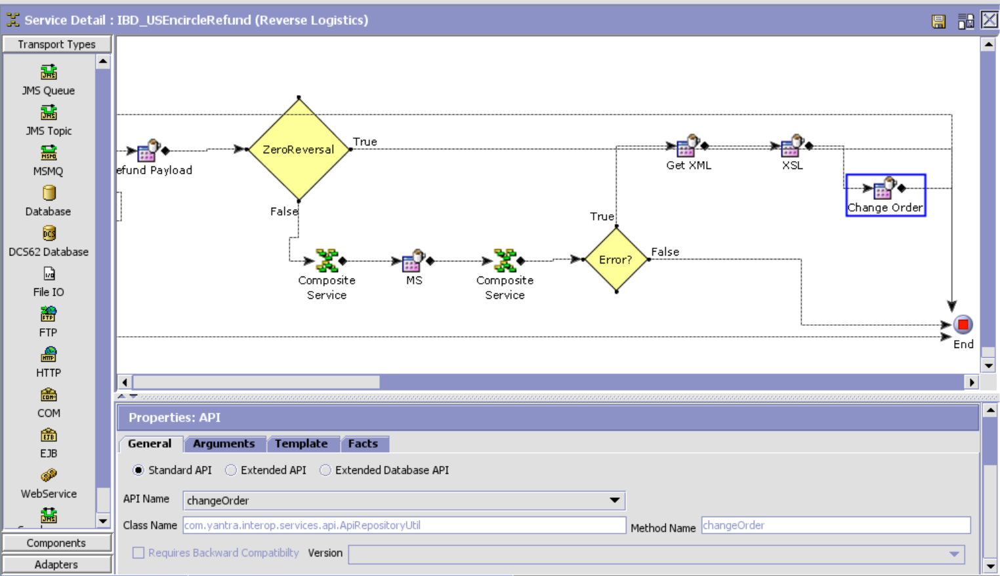 Service Detail : IBD_USEncircleRefund (Reverse Logistics)
Transport Types
JMS Queue
JMS Topic
MSMQ
Database
DCS62 Database
File IO
FTP
HTTP
COM
EJB
WebService
Components
Adapters
efund Payload
ZeroReversal
True
False
Composite
Service
MS
Composite
Service
Error?
True
False
Get XML
XSL
Change Order
End
Properties: API
General
Arguments
Template
Facts
Standard API
Extended API
Extended Database API
API Name
changeOrder
Class Name
com.yantra.interop.services.api.ApiRepositoryUtil
Method Name
changeOrder
Requires Backward Compatibilty
Version